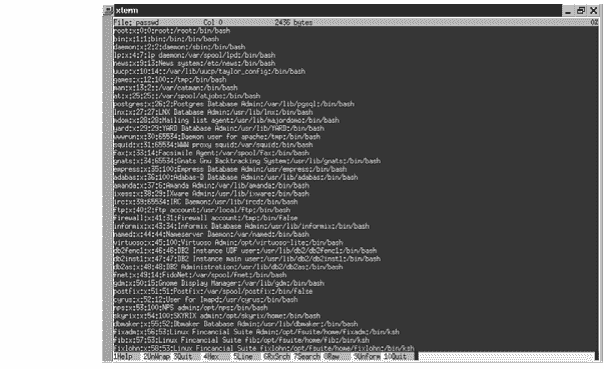 xterm
File: passwd Col 0 2436 bytes 0%
root:x:0:0:root:/root:/bin/bash
bin:x:1:1:bin:/bin:/bin/bash
daemon:x:2:2:daemon:/sbin:/bin/bash
lp:x:4:7:lp daemon:/var/spool/lpd:/bin/bash
news:x:9:13:News system:/etc/news:/bin/bash
uucp:x:10:14::/var/lib/uucp/taylor_config:/bin/bash
games:x:12:100::/tmp:/bin/bash
man:x:13:2::/var/catman:/bin/bash
at:x:25:25::/var/spool/atjobs:/bin/bash
postgres:x:26:2:Postgres Database Admin:/var/lib/pgsql:/bin/bash
lnx:x:27:27:LNX Database Admin:/usr/lib/lnx:/bin/bash
mdom:x:28:28:Mailing list agent:/usr/lib/majordomo:/bin/bash
yard:x:29:29:YARD Database Admin:/usr/lib/YARD:/bin/bash
wwwrun:x:30:65534:Daemon user for apache:/tmp:/bin/bash
squid:x:31:65534:WWW proxy squid:/var/squid:/bin/bash
fax:x:33:14:Facsimile Agent:/var/spool/fax:/bin/bash
gnats:x:34:65534:Gnats Gnu Backtracking System:/usr/lib/gnats:/bin/bash
empress:x:35:100:Empress Database Admin:/usr/empress:/bin/bash
adabas:x:36:100:Adabas-D Database Admin:/usr/lib/adabas:/bin/bash
amanda:x:37:6:Amanda Admin:/var/lib/amanda:/bin/bash
ixess:x:38:29:IXware Admin:/usr/lib/ixware:/bin/bash
irc:x:39:65534:IRC Daemon:/usr/lib/ircd:/bin/bash
ftp:x:40:2:ftp account:/usr/local/ftp:/bin/bash
firewall:x:41:31:Firewall account:/tmp:/bin/false
informix:x:43:34:Informix Database Admin:/usr/lib/informix:/bin/bash
named:x:44:44:Nameserver Daemon:/var/named:/bin/bash
virtuoso:x:45:100:Virtuoso Admin:/opt/virtuoso-lite:/bin/bash
db2fenc1:x:46:46:DB2 Instance UDF user:/usr/lib/db2/db2fenc1:/bin/bash
db2inst1:x:47:47:DB2 Instance main user:/usr/lib/db2/db2inst1:/bin/bash
db2as:x:48:48:DB2 Administration:/usr/lib/db2/db2as:/bin/bash
fnet:x:49:14:FidoNet:/var/spool/fnet:/bin/bash
gdm:x:50:15:Gnome Display Manager:/var/lib/gdm:/bin/bash
postfix:x:51:51:Postfix:/var/spool/postfix:/bin/false
cyrus:x:52:12:User for Imapd:/usr/cyrus:/bin/bash
nps:x:53:100:NPS admin:/opt/nps:/bin/bash
skyrix:x:54:100:SKYRIX admin:/opt/skyrix/home:/bin/bash
dbmaker:x:55:52:Dbmaker Database Admin:/usr/lib/dbmaker:/bin/bash
fixadm:x:56:53:Linux Fincancial Suite Admin:/opt/fsuite/home/fixadm:/bin/ksh
fib:x:57:53:Linux Fincancial Suite fib:/opt/fsuite/home/fib:/bin/ksh
fixlohn:x:58:53:Linux Fincancial Suite fixlohn:/opt/fsuite/home/fixlohn:/bin/ksh
1Help 2UnWrap 3Quit 4Hex 5Line 6RxSrch 7Search 8Raw 9Unform 10Quit